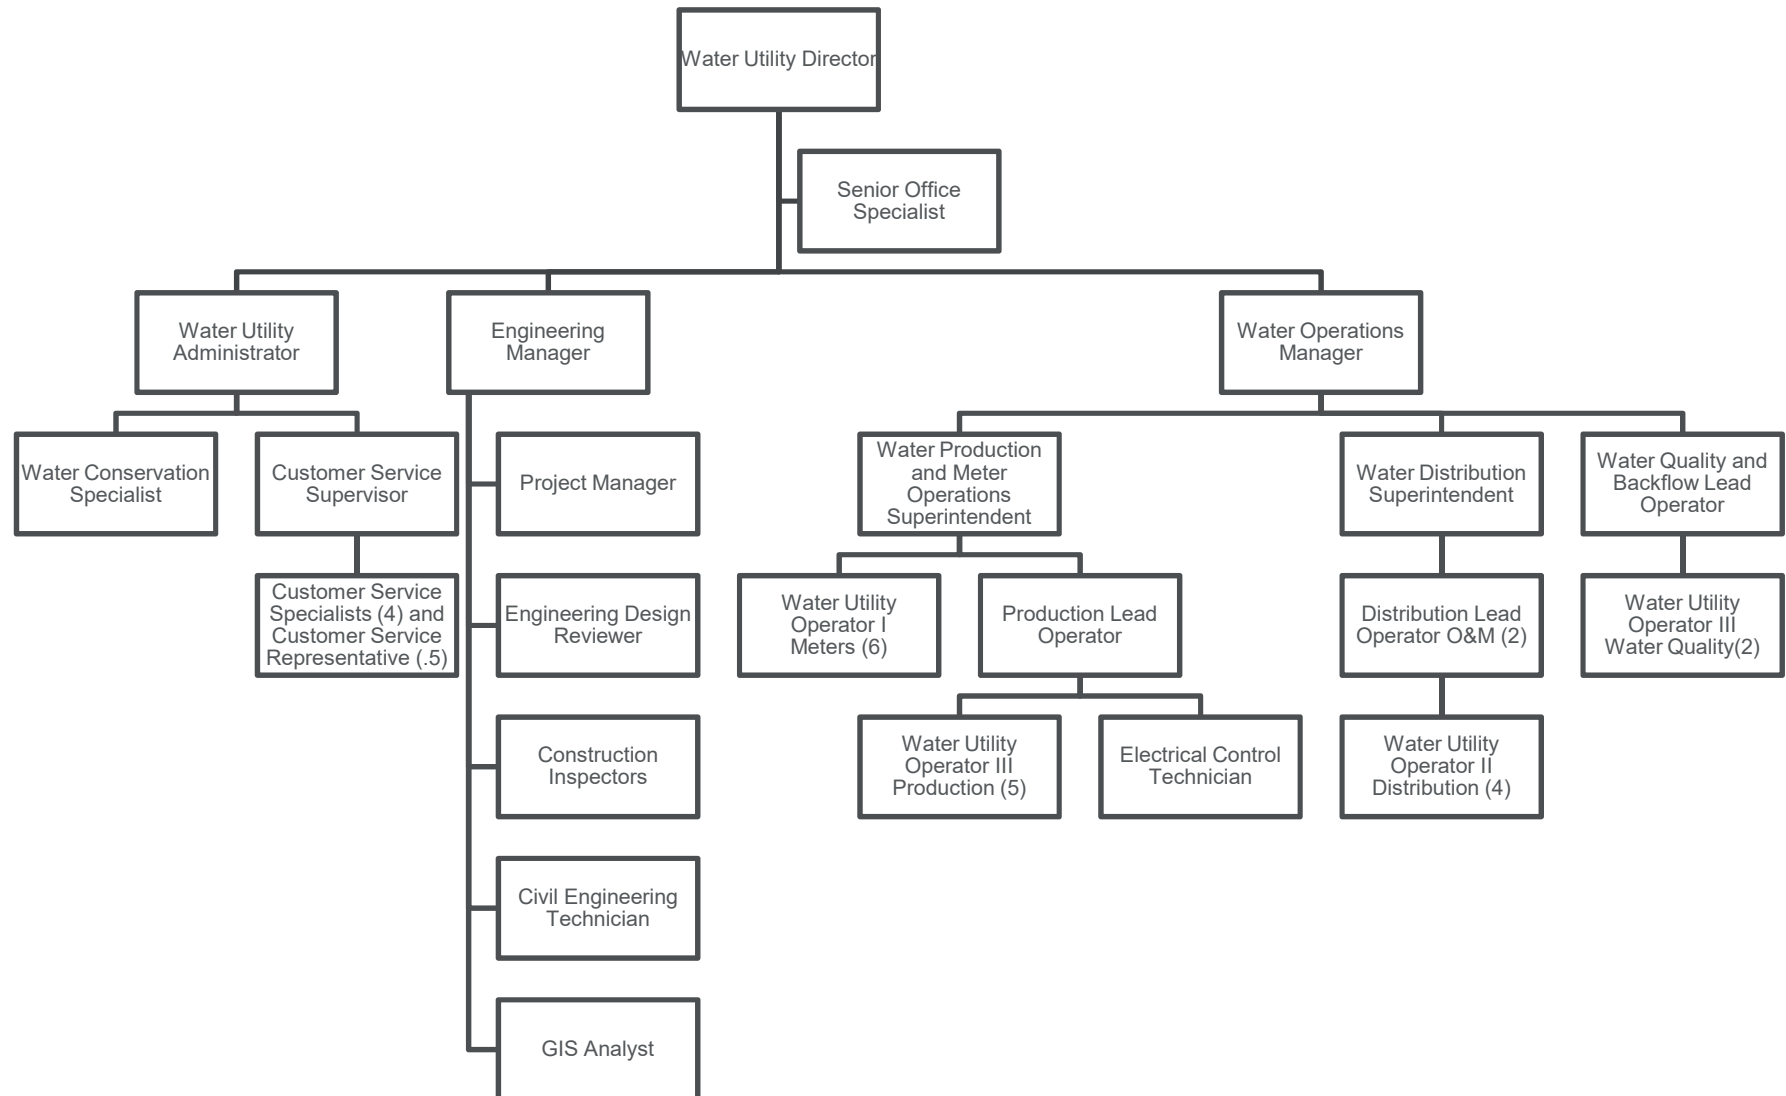 Water Utility Director
Senior Office
Specialist
Water Utility
Administrator
Engineering
Manager
Water Operations
Manager
Water Conservation
Specialist
Customer Service
Supervisor
Project Manager
Water Production
and Meter
Operations
Superintendent
Water Distribution
Superintendent
Water Quality and
Backflow Lead
Operator
Customer Service
Specialists (4) and
Customer Service
Representative (.5)
Engineering Design
Reviewer
Water Utility
Operator I
Meters (6)
Production Lead
Operator
Distribution Lead
Operator O&M (2)
Water Utility
Operator III
Water Quality(2)
Construction
Inspectors
Water Utility
Operator III
Production (5)
Electrical Control
Technician
Water Utility
Operator II
Distribution (4)
Civil Engineering
Technician
GIS Analyst